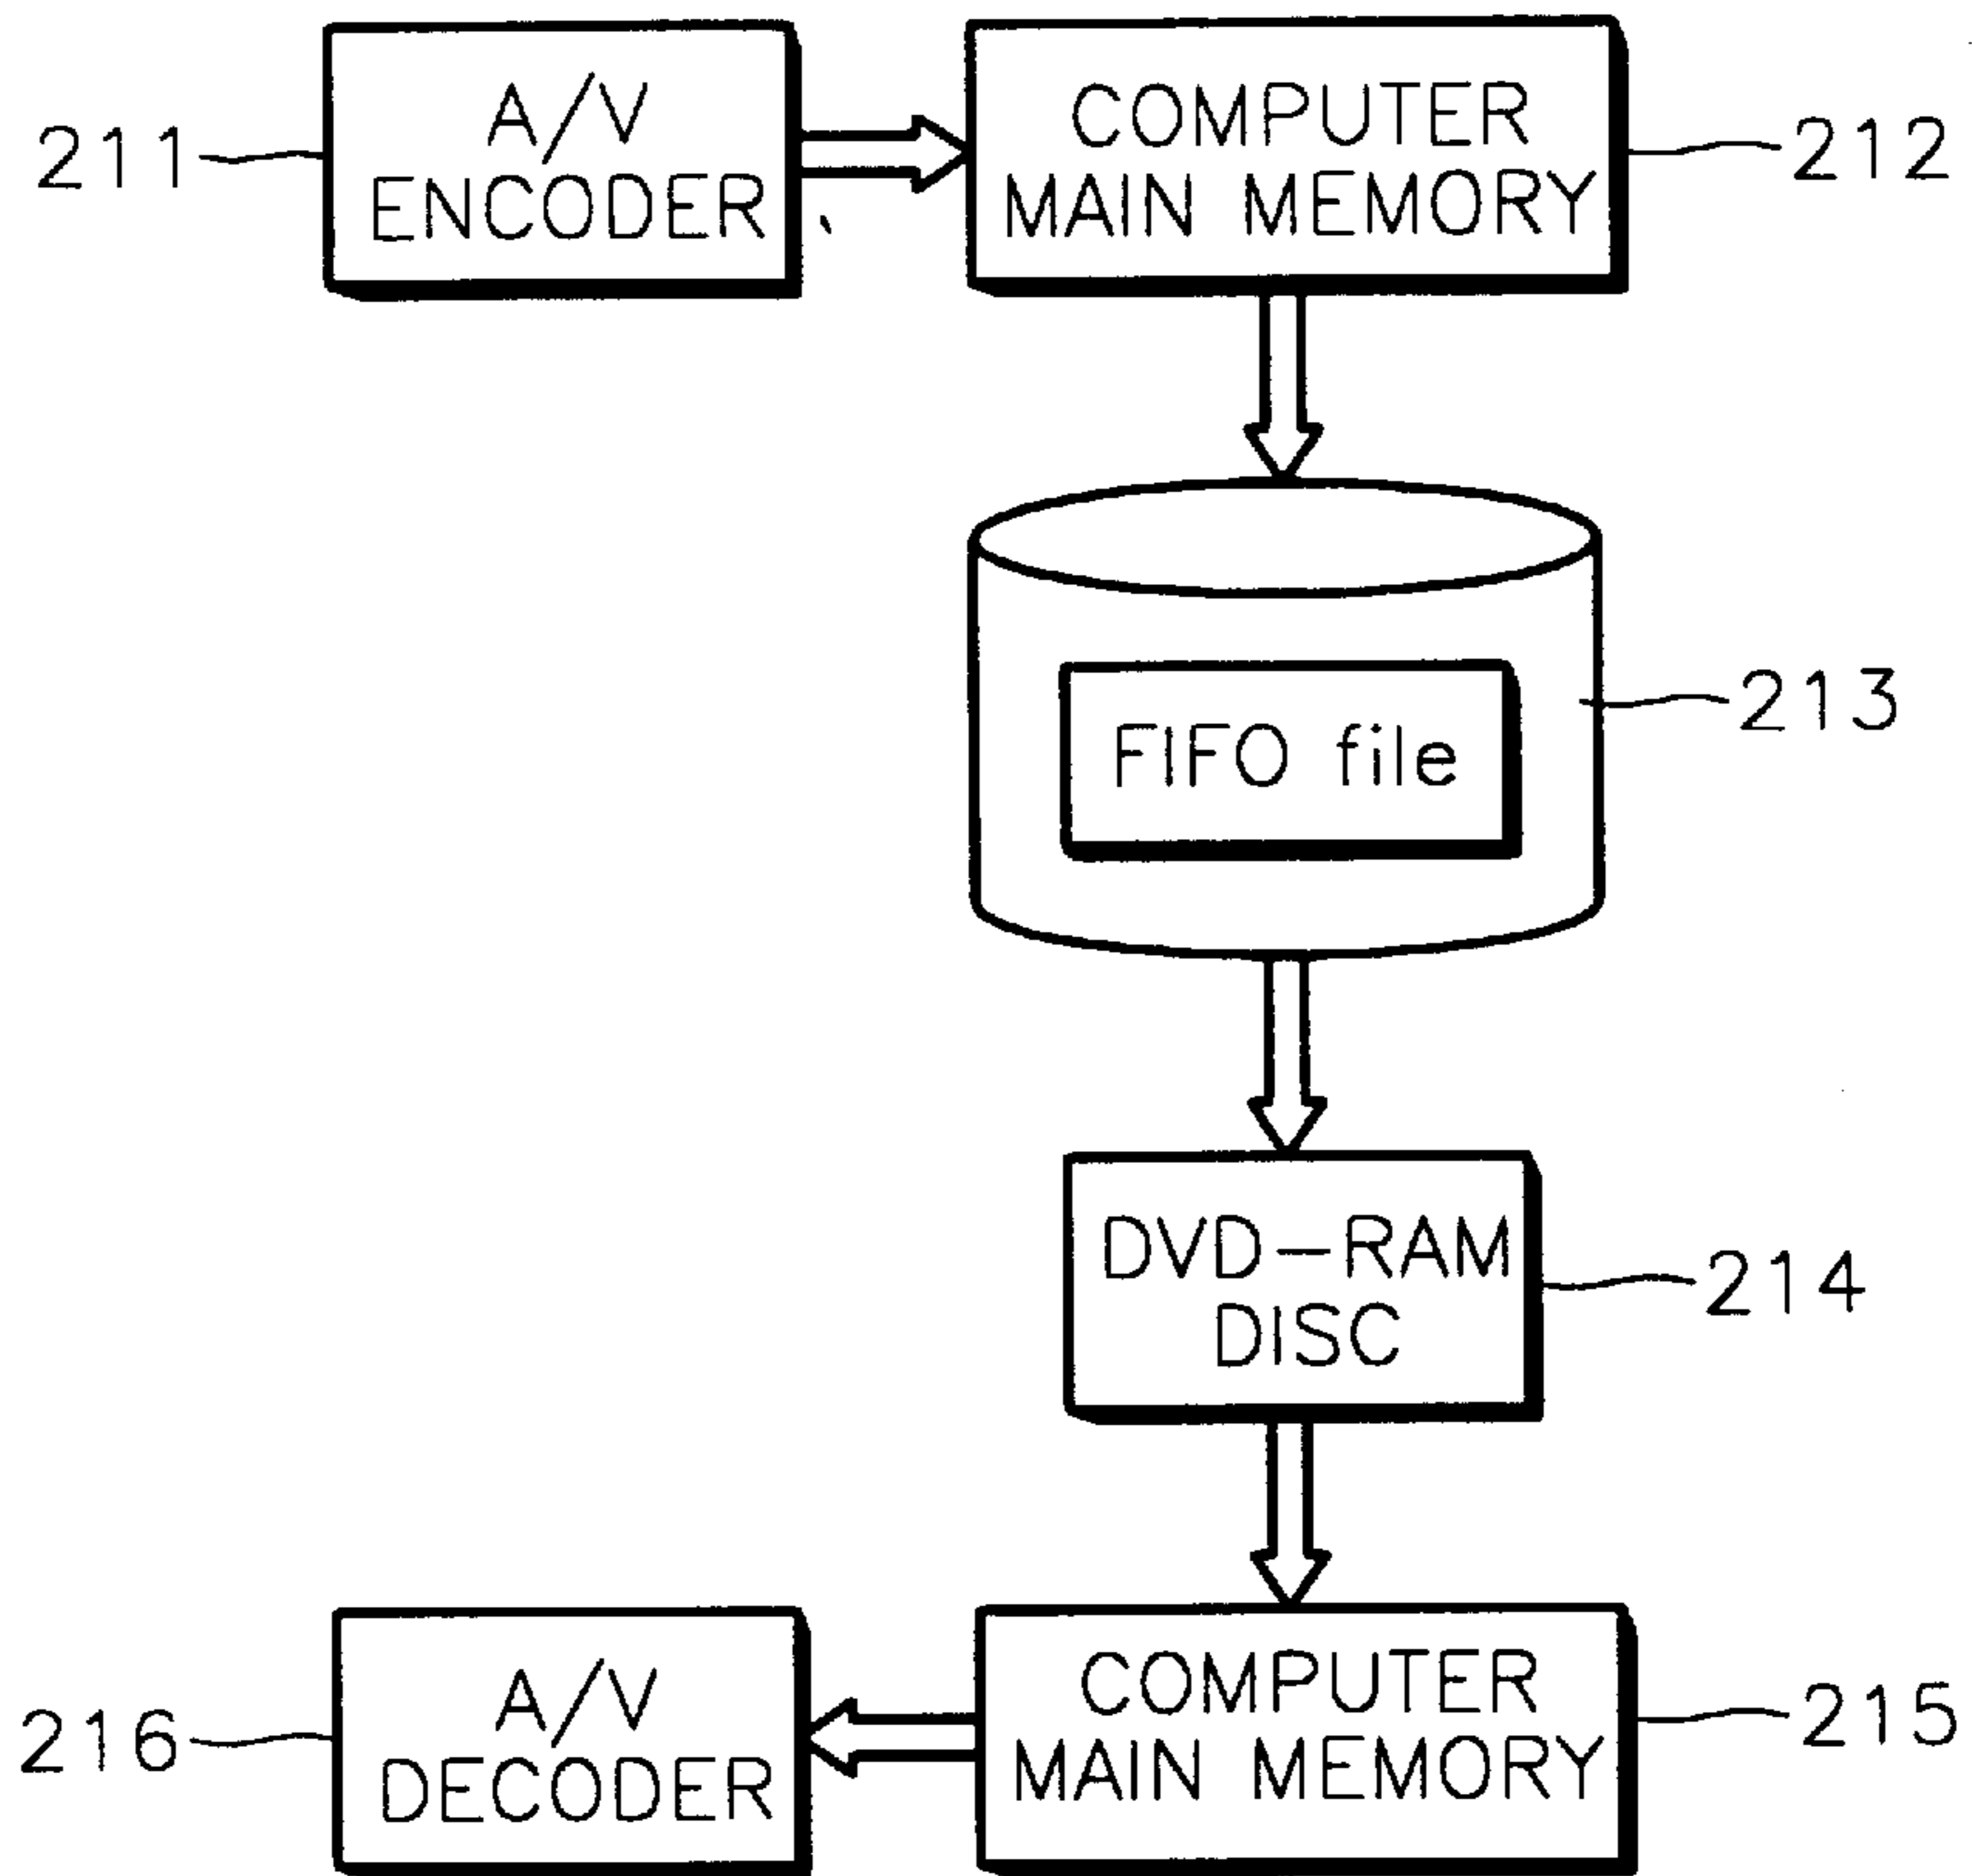 211
A/V
ENCODER
COMPUTER
MAIN MEMORY
212
FIFO file
213
DVD-RAM
DISC
214
216
A/V
DECODER
COMPUTER
MAIN MEMORY
215